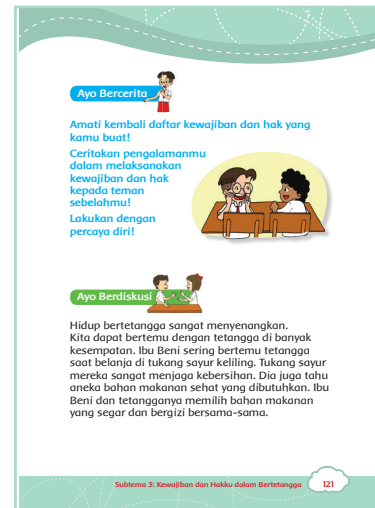 Ayo Bercerita
Amati kembali daftar kewajiban dan hak yang
kamu buat!
Ceritakan pengalamanmu
dalam melaksanakan
kewajiban dan hak
kepada teman
sebelahmu!
Lakukan dengan
percaya diri!
Ayo Berdiskusi
Hidup bertetangga sangat menyenangkan.
Kita dapat bertemu dengan tetangga di banyak
kesempatan. Ibu Beni sering bertemu tetangga
saat belanja di tukang sayur keliling. Tukang sayur
mereka sangat menjaga kebersihan. Dia juga tahu
aneka bahan makanan sehat yang dibutuhkan. Ibu
Beni dan tetangganya memilih bahan makanan
yang segar dan bergizi bersama-sama.
Subtema 3: Kewajiban dan Hakku dalam Bertetangga 121